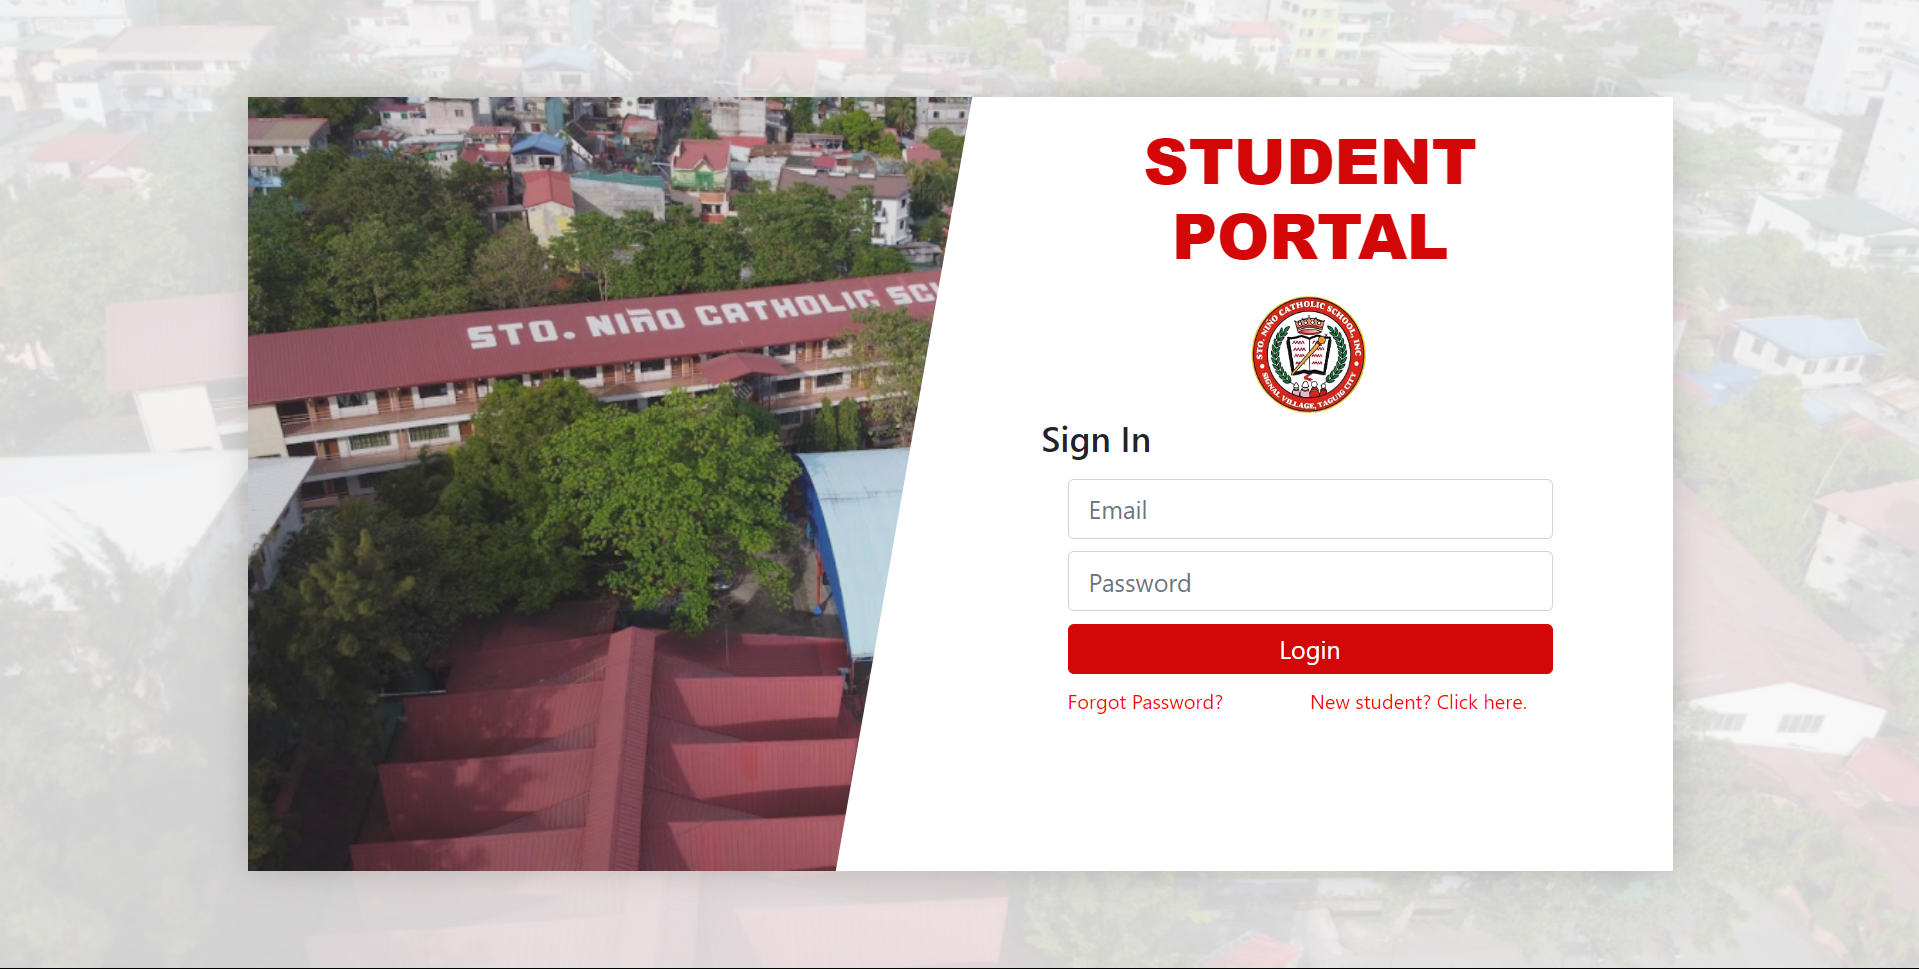 STUDENT
PORTAL
STO. NIÑO CATHOLIC SCHOOL, INC
SIGNAL VILLAGE, TAGUIG CITY
STO. NIÑO CATHOLIC SC
Sign In
Email
Password
Login
Forgot Password? New student? Click here.